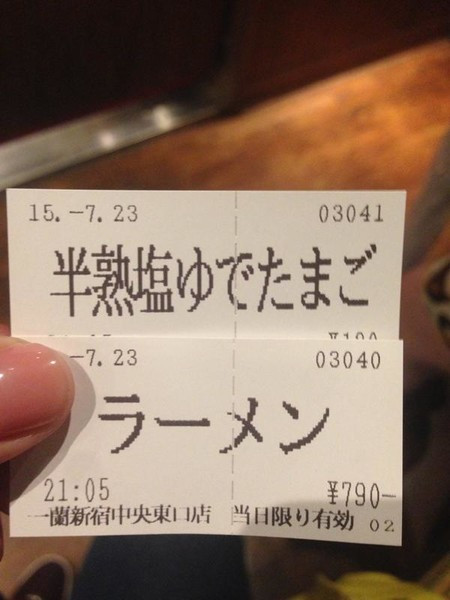 15.-7.23 03041
半熟塩ゆでたまご
-7.23 03040
ラーメン
21:05 ¥790-
一蘭新宿中央東口店 当日限り有効 02